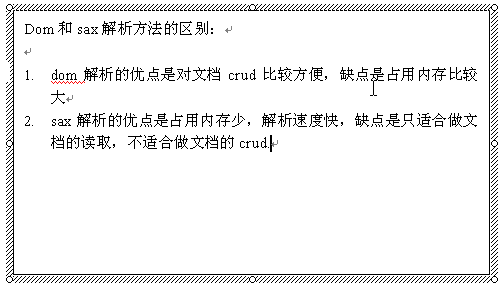 Dom 和 sax 解析方法的区别：
1. dom 解析的优点是对文档 crud 比较方便，缺点是占用内存比较
大
2. sax 解析的优点是占用内存少，解析速度快，缺点是只适合做文
档的读取，不适合做文档的 crud.